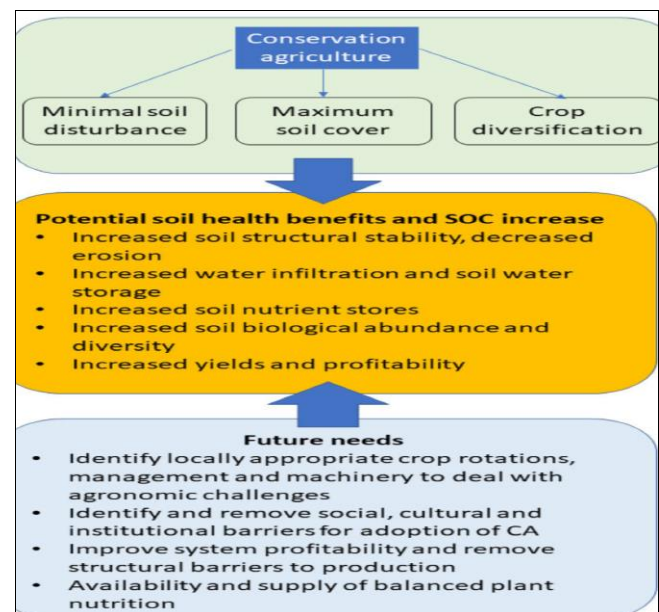 Conservation
agriculture
Minimal soil
disturbance
Maximum
soil cover
Crop
diversification
Potential soil health benefits and SOC increase
• Increased soil structural stability, decreased
erosion
• Increased water infiltration and soil water
storage
• Increased soil nutrient stores
• Increased soil biological abundance and
diversity
• Increased yields and profitability
Future needs
• Identify locally appropriate crop rotations,
management and machinery to deal with
agronomic challenges
• Identify and remove social, cultural and
institutional barriers for adoption of CA
• Improve system profitability and remove
structural barriers to production
• Availability and supply of balanced plant
nutrition